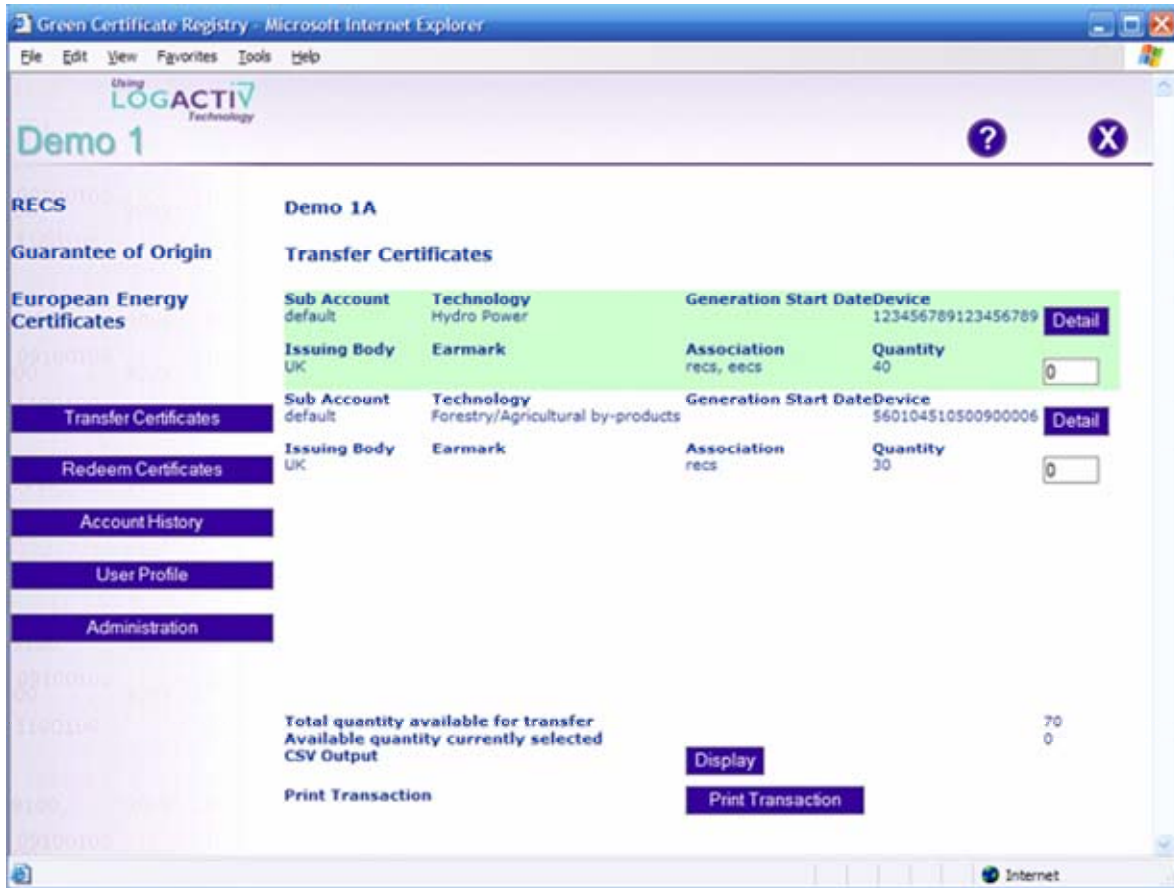 Green Certificate Registry - Microsoft Internet Explorer
File Edit View Favorites Tools Help
Using
LOGACTIV
Technology
Demo 1
? X
RECS
Guarantee of Origin
European Energy
Certificates
Transfer Certificates
Redeem Certificates
Account History
User Profile
Administration
Demo 1A
Transfer Certificates
Sub Account Technology Generation Start Date Device
default Hydro Power 123456789123456789 Detail
Issuing Body Earmark Association Quantity
UK recs, eecs 40 0
Sub Account Technology Generation Start Date Device
default Forestry/Agricultural by-products 560104510500900006 Detail
Issuing Body Earmark Association Quantity
UK recs 30 0
Total quantity available for transfer 70
Available quantity currently selected 0
CSV Output Display
Print Transaction Print Transaction
Internet